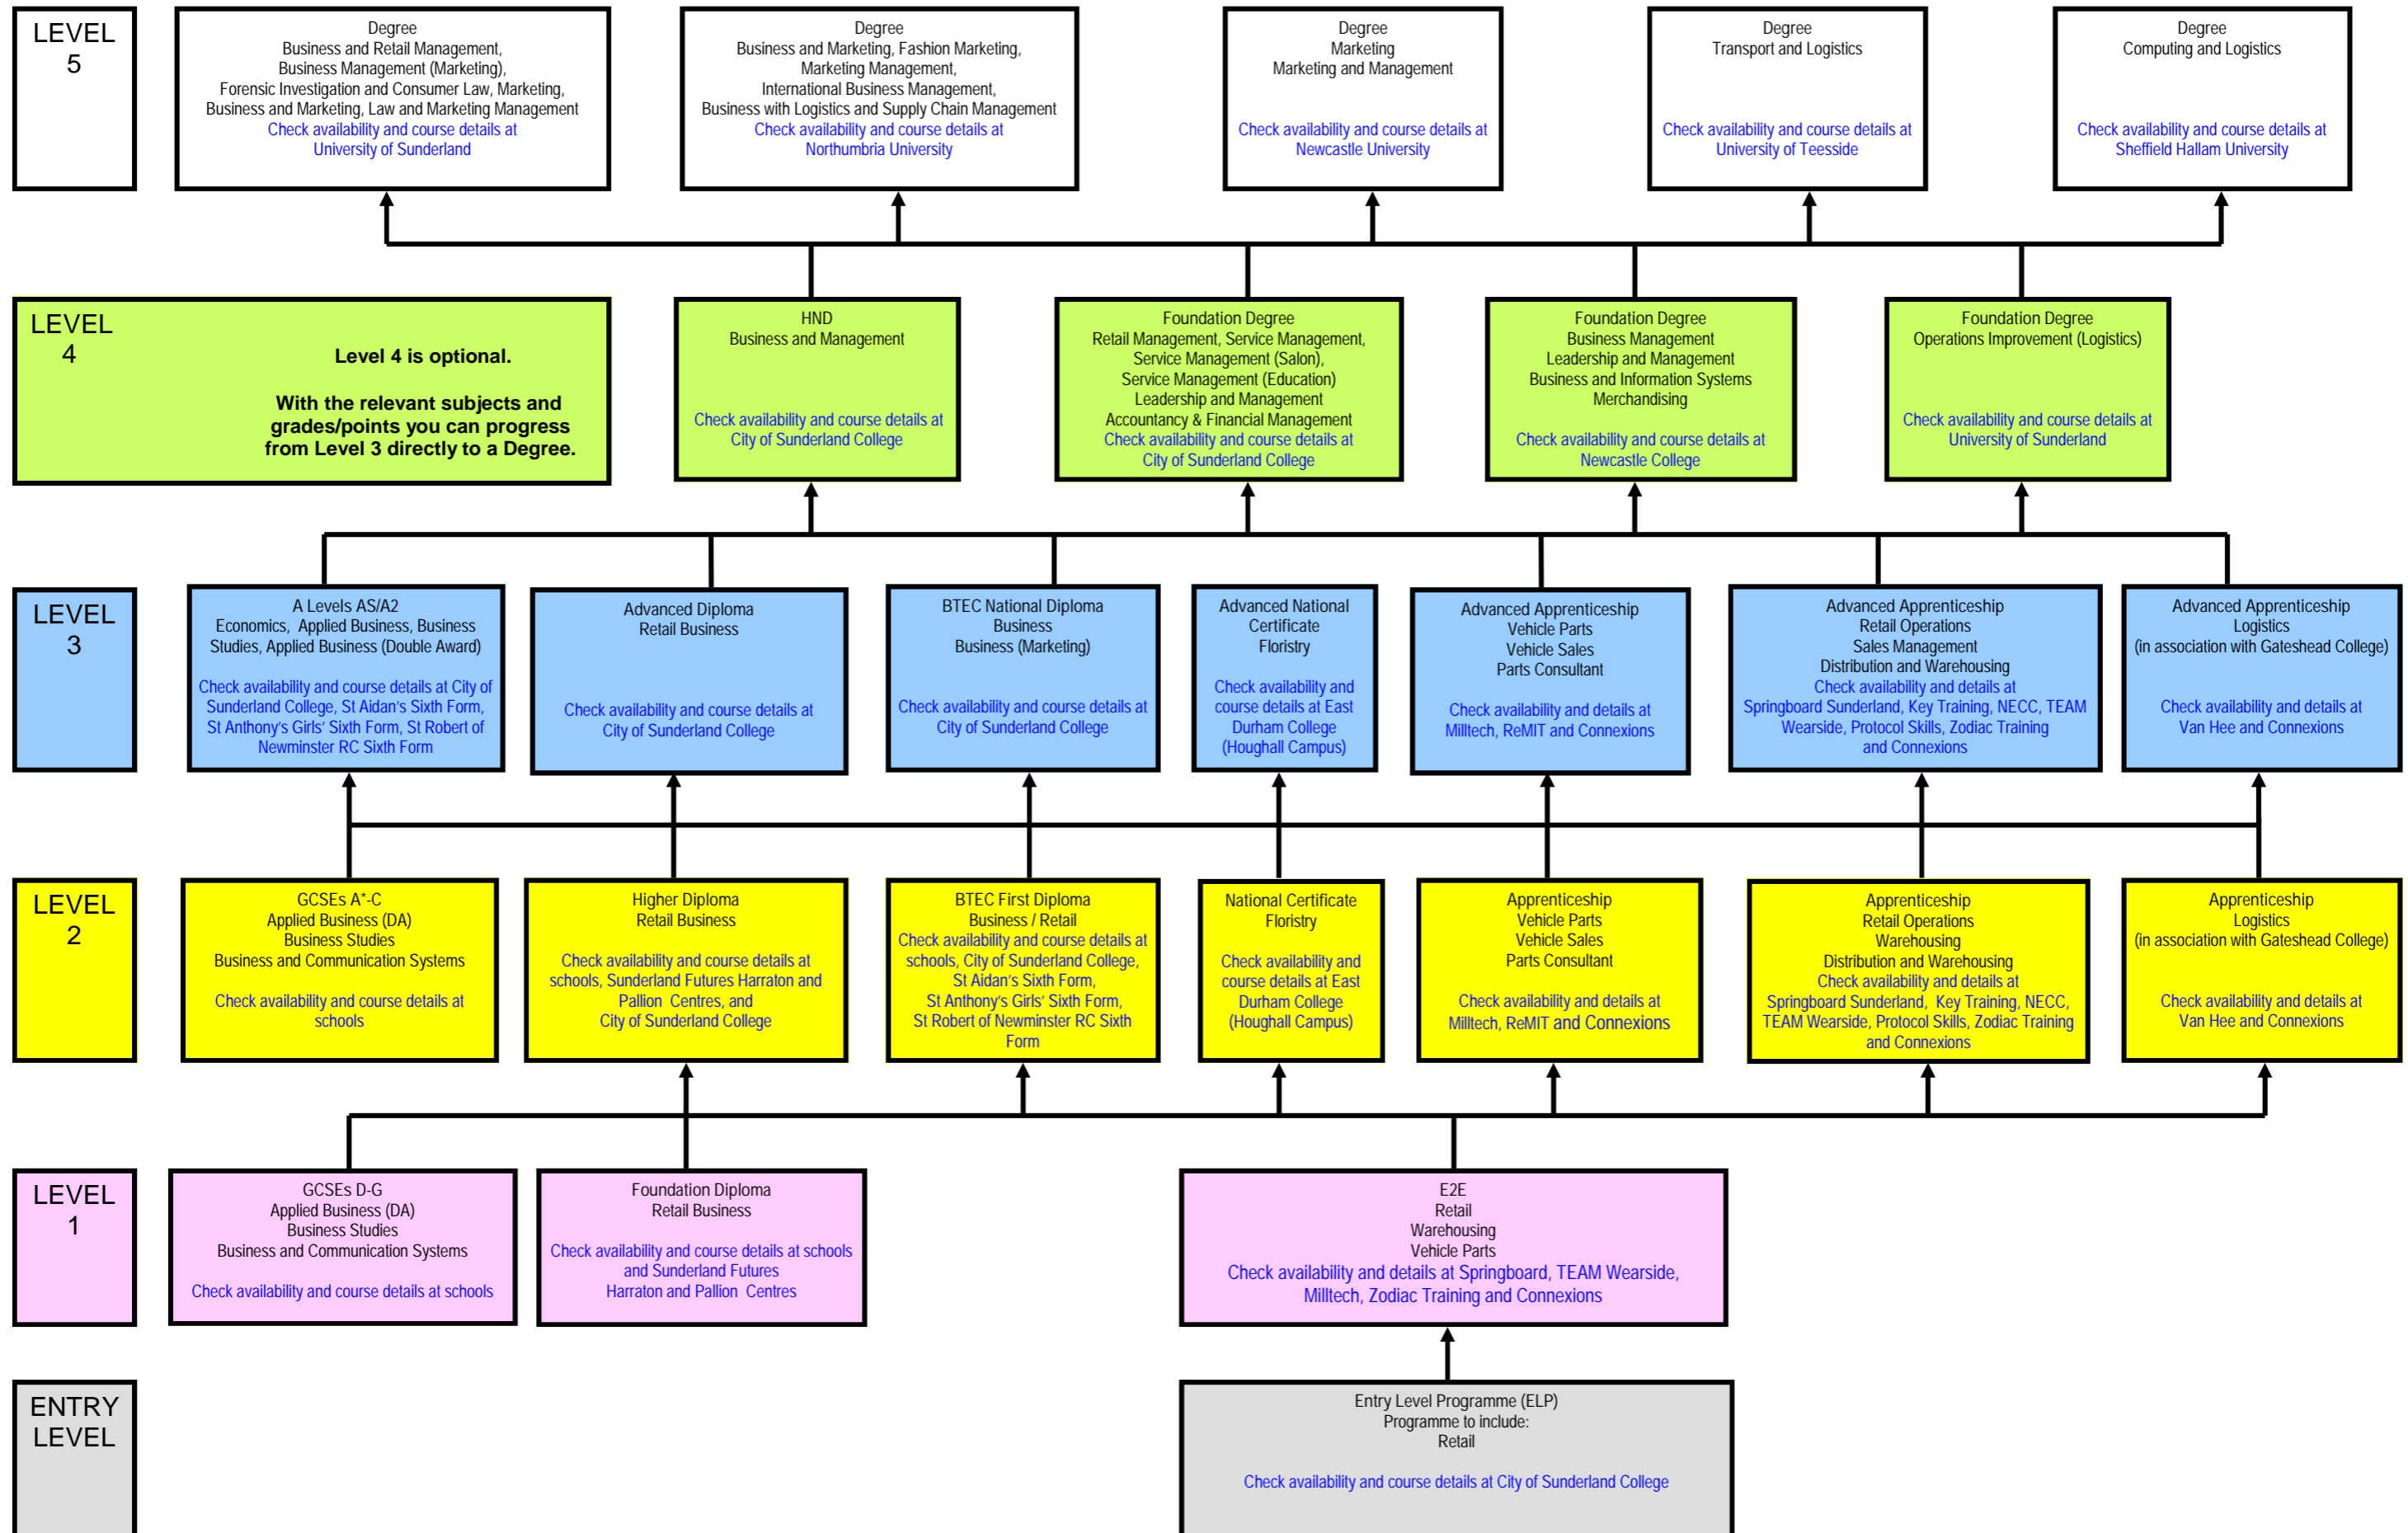 LEVEL
5
Degree
Business and Retail Management,
Business Management (Marketing),
Forensic Investigation and Consumer Law, Marketing,
Business and Marketing, Law and Marketing Management
Check availability and course details at
University of Sunderland
Degree
Business and Marketing, Fashion Marketing,
Marketing Management,
International Business Management,
Business with Logistics and Supply Chain Management
Check availability and course details at
Northumbria University
Degree
Marketing
Marketing and Management
Check availability and course details at
Newcastle University
Degree
Transport and Logistics
Check availability and course details at
University of Teesside
Degree
Computing and Logistics
Check availability and course details at
Sheffield Hallam University
LEVEL
4
Level 4 is optional.
With the relevant subjects and
grades/points you can progress
from Level 3 directly to a Degree.
HND
Business and Management
Check availability and course details at
City of Sunderland College
Foundation Degree
Retail Management, Service Management,
Service Management (Salon),
Service Management (Education)
Leadership and Management
Accountancy & Financial Management
Check availability and course details at
City of Sunderland College
Foundation Degree
Business Management
Leadership and Management
Business and Information Systems
Merchandising
Check availability and course details at
Newcastle College
Foundation Degree
Operations Improvement (Logistics)
Check availability and course details at
University of Sunderland
LEVEL
3
A Levels AS/A2
Economics, Applied Business, Business
Studies, Applied Business (Double Award)
Check availability and course details at City of
Sunderland College, St Aidan's Sixth Form,
St Anthony's Girls' Sixth Form, St Robert of
Newminster RC Sixth Form
Advanced Diploma
Retail Business
Check availability and course details at
City of Sunderland College
BTEC National Diploma
Business
Business (Marketing)
Check availability and course details at
City of Sunderland College
Advanced National
Certificate
Floristry
Check availability and
course details at East
Durham College
(Houghall Campus)
Advanced Apprenticeship
Vehicle Parts
Vehicle Sales
Parts Consultant
Check availability and details at
Milltech, ReMIT and Connexions
Advanced Apprenticeship
Retail Operations
Sales Management
Distribution and Warehousing
Check availability and details at
Springboard Sunderland, Key Training, NECC, TEAM
Wearside, Protocol Skills, Zodiac Training
and Connexions
Advanced Apprenticeship
Logistics
(in association with Gateshead College)
Check availability and details at
Van Hee and Connexions
LEVEL
2
GCSEs A*-C
Applied Business (DA)
Business Studies
Business and Communication Systems
Check availability and course details at
schools
Higher Diploma
Retail Business
Check availability and course details at
schools, Sunderland Futures Harraton and
Pallion Centres, and
City of Sunderland College
BTEC First Diploma
Business / Retail
Check availability and course details at
schools, City of Sunderland College,
St Aidan's Sixth Form,
St Anthony's Girls' Sixth Form,
St Robert of Newminster RC Sixth
Form
National Certificate
Floristry
Check availability and
course details at East
Durham College
(Houghall Campus)
Apprenticeship
Vehicle Parts
Vehicle Sales
Parts Consultant
Check availability and details at
Milltech, ReMIT and Connexions
Apprenticeship
Retail Operations
Warehousing
Distribution and Warehousing
Check availability and details at
Springboard Sunderland, Key Training, NECC,
TEAM Wearside, Protocol Skills, Zodiac Training
and Connexions
Apprenticeship
Logistics
(in association with Gateshead College)
Check availability and details at
Van Hee and Connexions
LEVEL
1
GCSEs D-G
Applied Business (DA)
Business Studies
Business and Communication Systems
Check availability and course details at schools
Foundation Diploma
Retail Business
Check availability and course details at schools
and Sunderland Futures
Harraton and Pallion Centres
E2E
Retail
Warehousing
Vehicle Parts
Check availability and details at Springboard, TEAM Wearside,
Milltech, Zodiac Training and Connexions
ENTRY
LEVEL
Entry Level Programme (ELP)
Programme to include:
Retail
Check availability and course details at City of Sunderland College